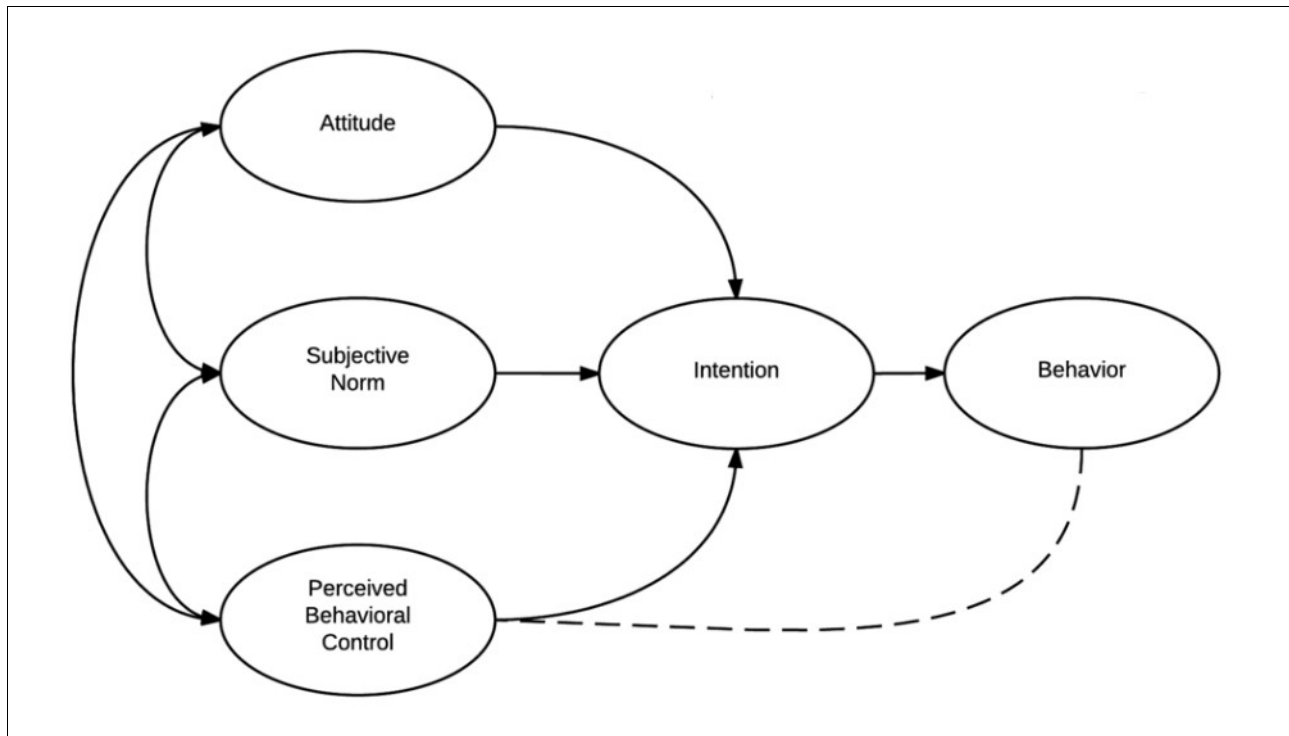 Attitude
Subjective
Norm
Intention
Behavior
Perceived
Behavioral
Control